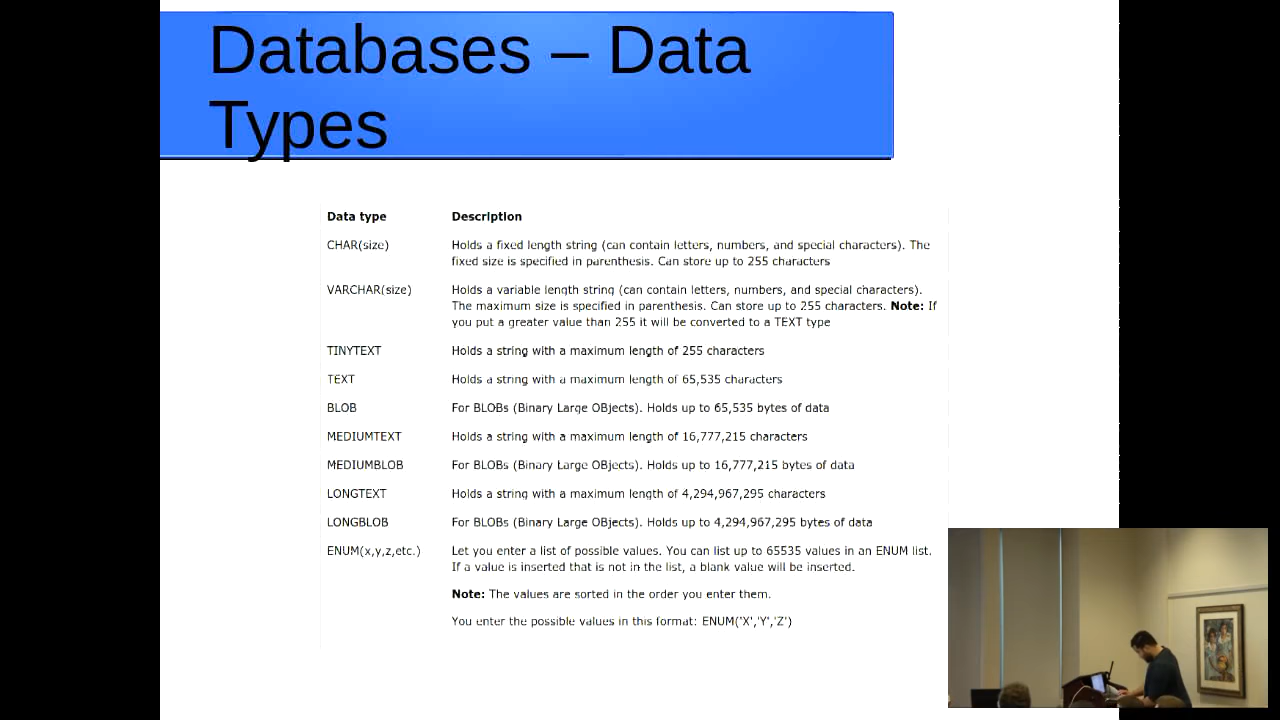 Databases – Data
Types
Data type Description
CHAR(size) Holds a fixed length string (can contain letters, numbers, and special characters). The
fixed size is specified in parenthesis. Can store up to 255 characters
VARCHAR(size) Holds a variable length string (can contain letters, numbers, and special characters).
The maximum size is specified in parenthesis. Can store up to 255 characters. Note: If
you put a greater value than 255 it will be converted to a TEXT type
TINYTEXT Holds a string with a maximum length of 255 characters
TEXT Holds a string with a maximum length of 65,535 characters
BLOB For BLOBs (Binary Large OBjects). Holds up to 65,535 bytes of data
MEDIUMTEXT Holds a string with a maximum length of 16,777,215 characters
MEDIUMBLOB For BLOBs (Binary Large OBjects). Holds up to 16,777,215 bytes of data
LONGTEXT Holds a string with a maximum length of 4,294,967,295 characters
LONGBLOB For BLOBs (Binary Large OBjects). Holds up to 4,294,967,295 bytes of data
ENUM(x,y,z,etc.) Let you enter a list of possible values. You can list up to 65535 values in an ENUM list.
If a value is inserted that is not in the list, a blank value will be inserted.
Note: The values are sorted in the order you enter them.
You enter the possible values in this format: ENUM('X','Y','Z')